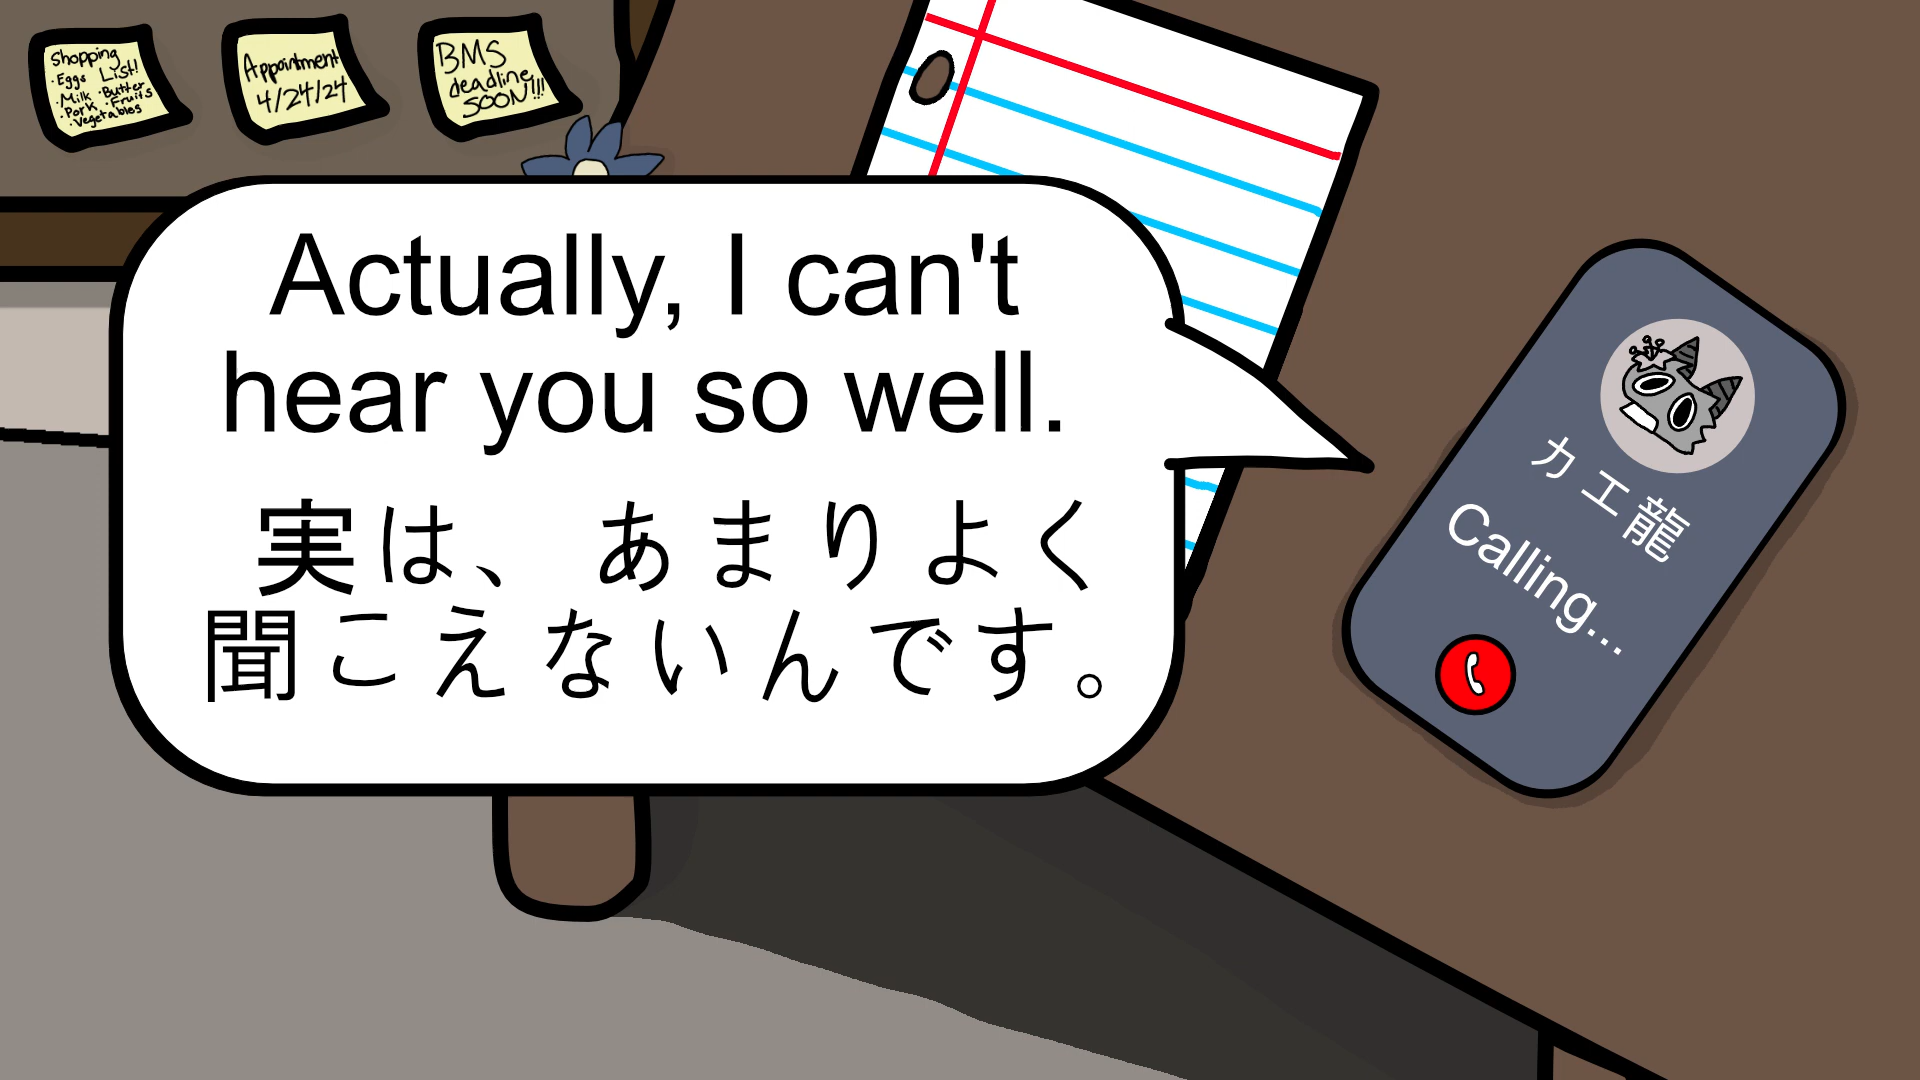 Shopping
List!
·Eggs
·Milk ·Butter
·Pork ·Fruits
·Vegetables
Appointment
4/24/24
BMS
deadline
SOON!!!
Actually, I can't
hear you so well.
実は、あまりよく
聞こえないんです。
カエ龍
Calling...